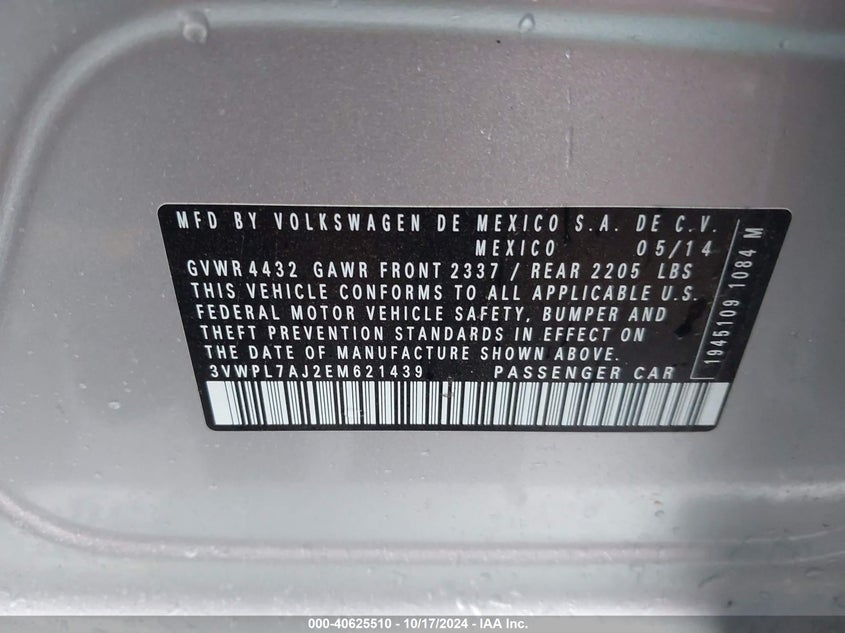 MFD BY VOLKSWAGEN DE MEXICO S.A. DE C.V.
MEXICO 05/14
GVWR 4432 GAWR FRONT 2337 / REAR 2205 LBS
THIS VEHICLE CONFORMS TO ALL APPLICABLE U.S.
FEDERAL MOTOR VEHICLE SAFETY, BUMPER AND
THEFT PREVENTION STANDARDS IN EFFECT ON
THE DATE OF MANUFACTURE SHOWN ABOVE.
3VWPL7AJ2EM621439 PASSENGER CAR
1945109 1084 M
000-40625510 - 10/17/2024 - IAA Inc.